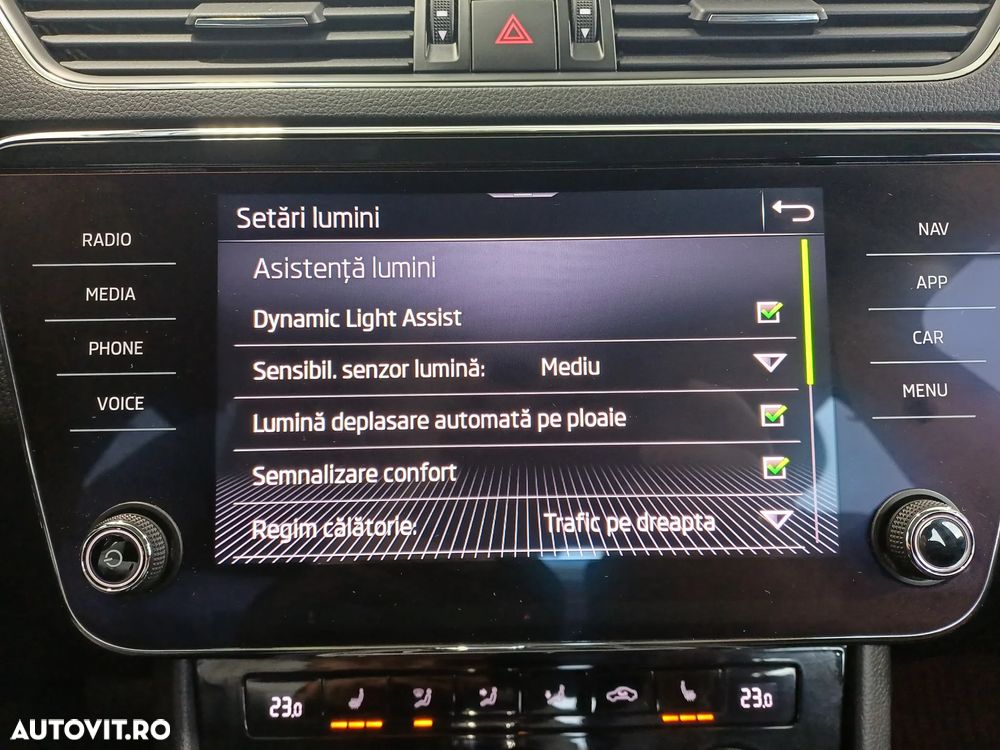 RADIO
MEDIA
PHONE
VOICE
Setări lumini
Asistență lumini
Dynamic Light Assist
Sensibil. senzor lumină: Mediu
Lumină deplasare automată pe ploaie
Semnalizare confort
Regim călătorie: Trafic pe dreapta
NAV
APP
CAR
MENU
23.0
23.0
AUTOVIT.RO